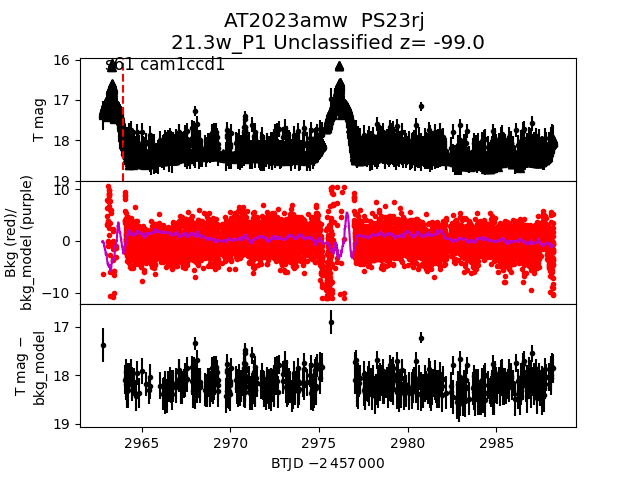 AT2023amw  PS23rj
21.3w_P1 Unclassified z= -99.0
s61 cam1ccd1
T mag
16
17
18
19
Bkg (red)/
bkg_model (purple)
10
0
−10
T mag −
bkg_model
17
18
19
2965 2970 2975 2980 2985
BTJD −2 457 000